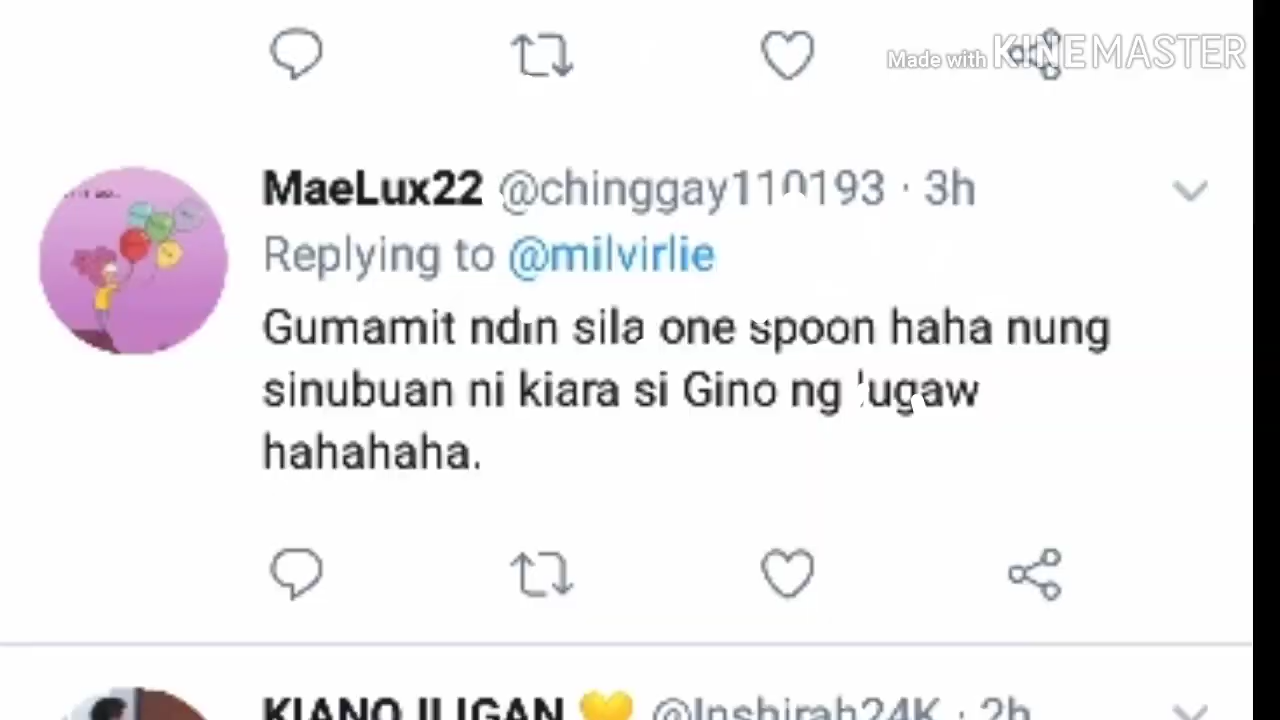 Made with KINEMASTER
MaeLux22 @chinggay110193 · 3h
Replying to @milvirlie
Gumamit ndin sila one spoon haha nung
sinubuan ni kiara si Gino ng lugaw
hahahaha.
KIANO ILIGAN 💛 @Inshirah24K · 2h